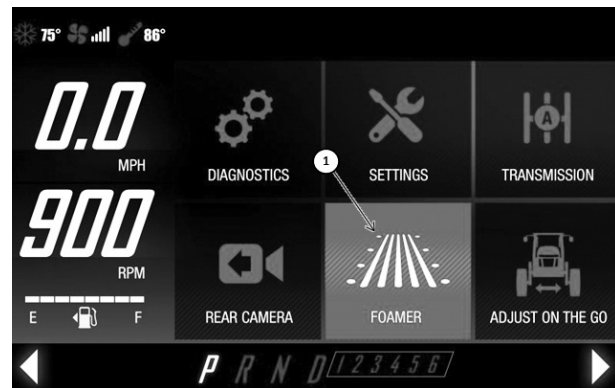 75° 86°
0.0
MPH
900
RPM
E F
DIAGNOSTICS SETTINGS TRANSMISSION
1
A
REAR CAMERA FOAMER ADJUST ON THE GO
P R N D 1 2 3 4 5 6